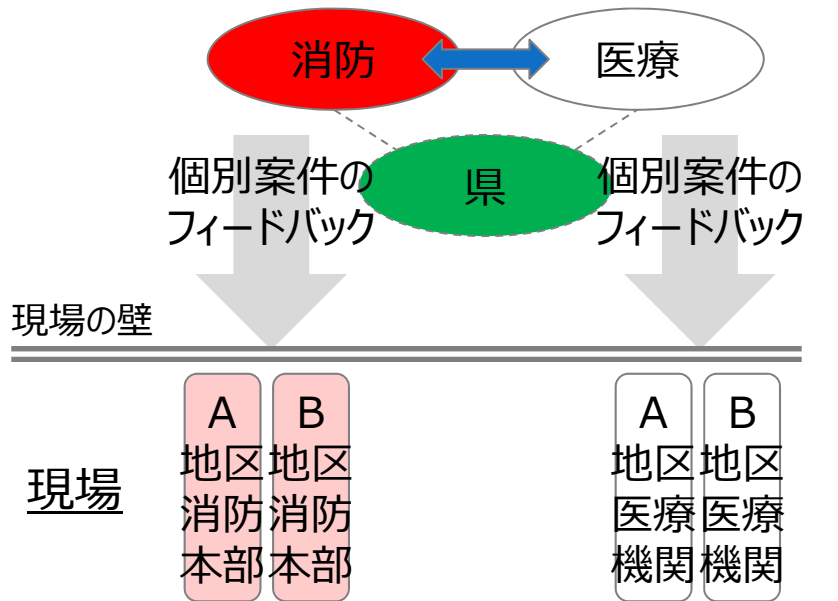 消防
医療
県
個別案件の
フィードバック
個別案件の
フィードバック
現場の壁
現場
A
地区
消防
本部
B
地区
消防
本部
A
地区
医療
機関
B
地区
医療
機関